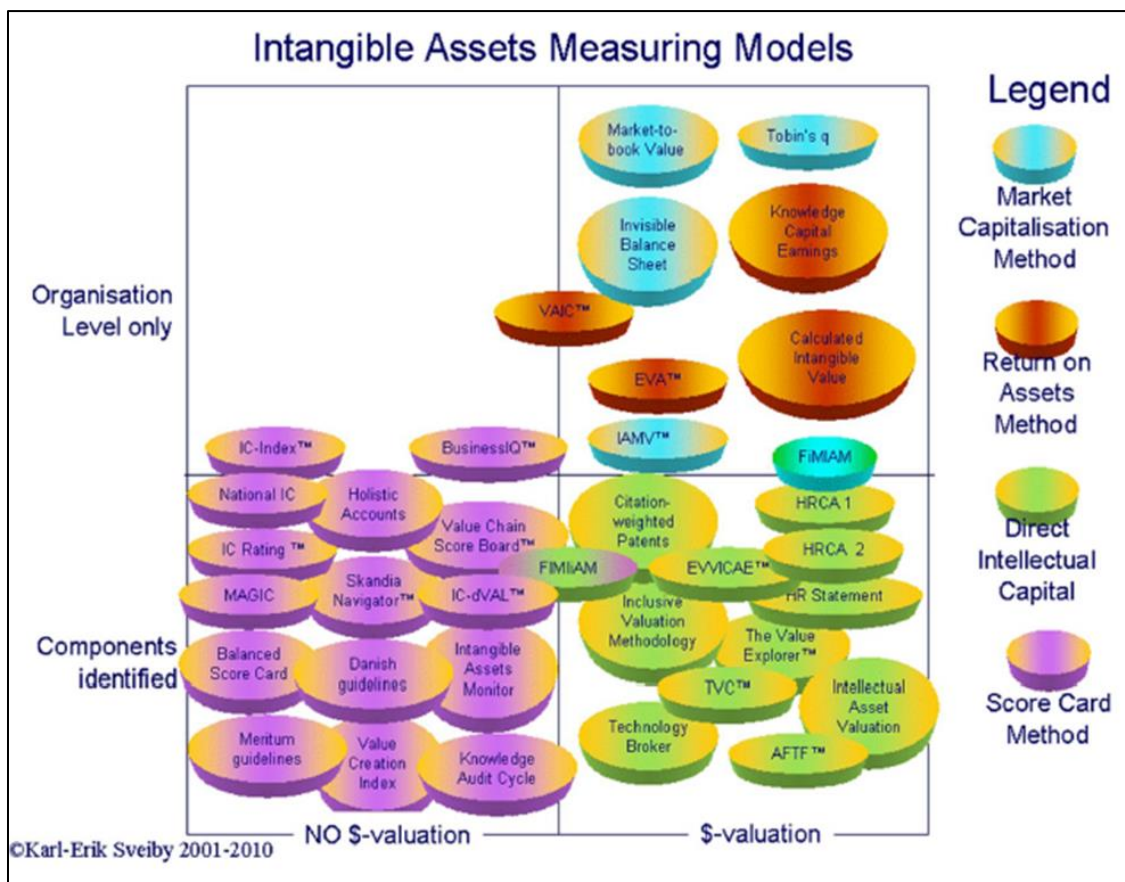 Intangible Assets Measuring Models
Legend
Market-to-
book Value
Tobin's q
Invisible
Balance
Sheet
Knowledge
Capital
Earnings
Market
Capitalisation
Method
Organisation
Level only
VAIC™
Calculated
Intangible
Value
EVA™
Return on
Assets
Method
IC-Index™
BusinessIQ™
IAMV™
FiMIAM
National IC
Holistic
Accounts
Value Chain
Score Board™
Citation-
weighted
Patents
HRCA 1
IC Rating ™
FIMIiAM
EVVICAE™
HRCA 2
Direct
Intellectual
Capital
MAGIC
Skandia
Navigator™
IC-dVAL™
Inclusive
Valuation
Methodology
HR Statement
Components
identified
Balanced
Score Card
Danish
guidelines
Intangible
Assets
Monitor
The Value
Explorer™
TVC™
Intellectual
Asset
Valuation
Score Card
Method
Meritum
guidelines
Value
Creation
Index
Knowledge
Audit Cycle
Technology
Broker
AFTF™
NO $-valuation
$-valuation
©Karl-Erik Sveiby 2001-2010